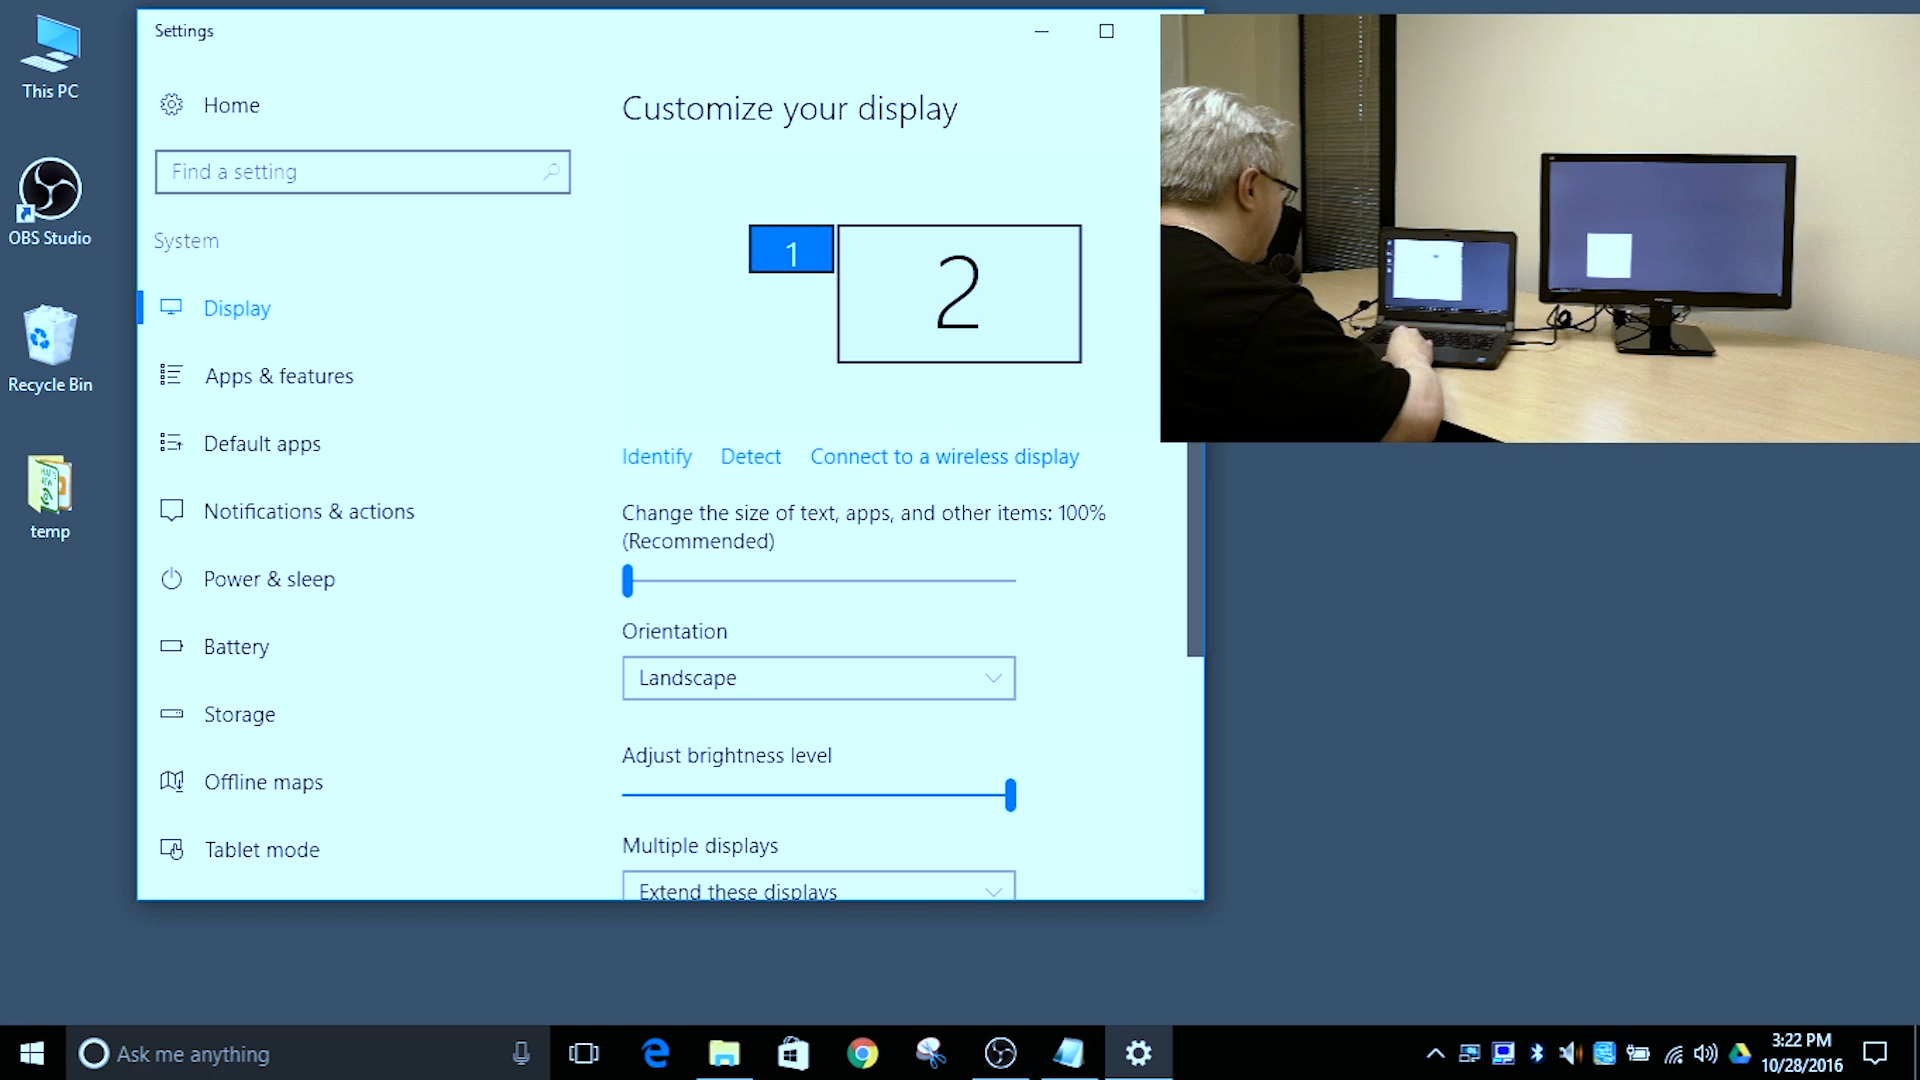 This PC
OBS Studio
Recycle Bin
temp
Settings
Home
Find a setting
System
Display
Apps & features
Default apps
Notifications & actions
Power & sleep
Battery
Storage
Offline maps
Tablet mode
Customize your display
1
2
Identify Detect Connect to a wireless display
Change the size of text, apps, and other items: 100%
(Recommended)
Orientation
Landscape
Adjust brightness level
Multiple displays
Extend these displays
Ask me anything
3:22 PM
10/28/2016